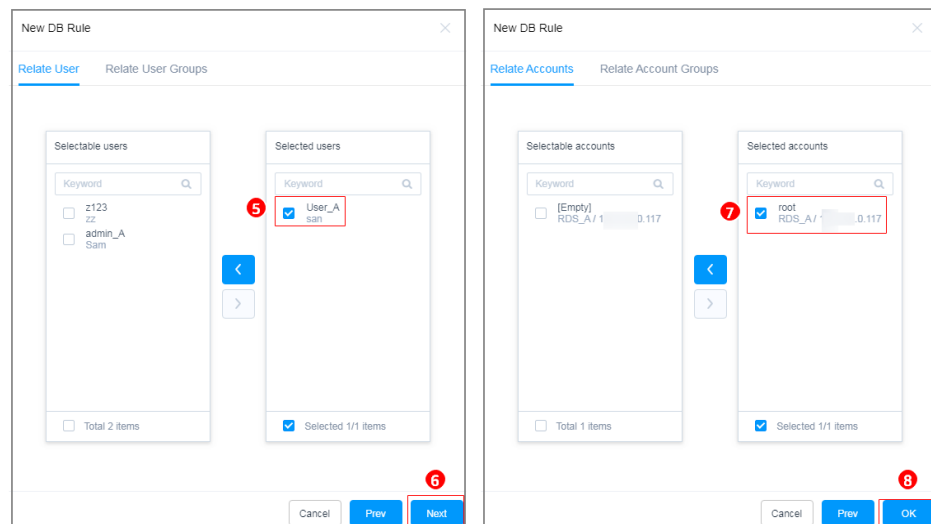 New DB Rule
Relate User Relate User Groups
Selectable users
Keyword
z123
zz
admin_A
Sam
Total 2 items
Selected users
Keyword
5
User_A
san
Selected 1/1 items
6
Cancel Prev Next
New DB Rule
Relate Accounts Relate Account Groups
Selectable accounts
Keyword
[Empty]
RDS_A / 1 0.117
Total 1 items
Selected accounts
Keyword
7
root
RDS_A / .0.117
Selected 1/1 items
8
Cancel Prev OK